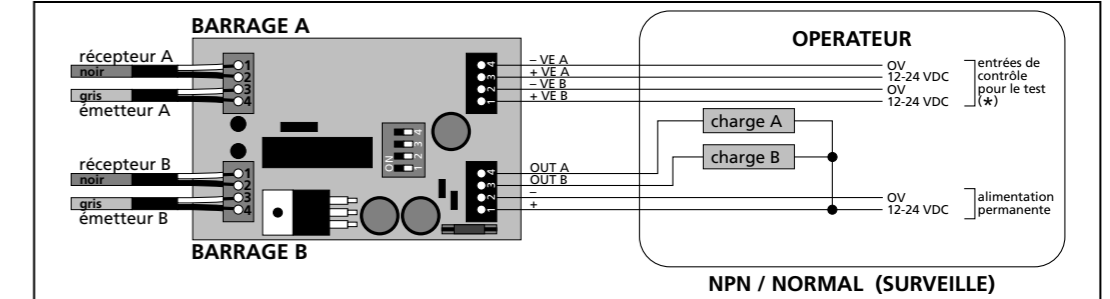 BARRAGE A
récepteur A
noir
gris
émetteur A
récepteur B
noir
gris
émetteur B
BARRAGE B
1
2
3
4
1
2
3
4
ON
1 2 3 4
4
3
2
1
4
3
2
1
– VE A
+ VE A
– VE B
+ VE B
OUT A
OUT B
–
+
OPERATEUR
0V
12-24 VDC
0V
12-24 VDC
entrées de
contrôle
pour le test
(*)
charge A
charge B
0V
12-24 VDC
alimentation
permanente
NPN / NORMAL (SURVEILLE)